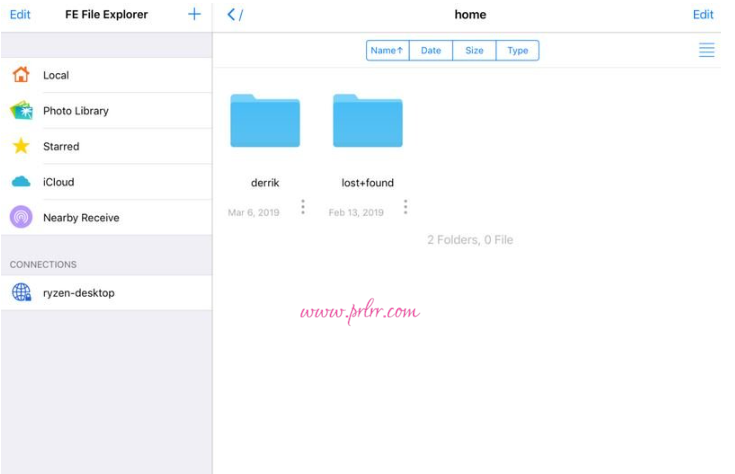 Edit FE File Explorer +
Local
Photo Library
Starred
iCloud
Nearby Receive
CONNECTIONS
ryzen-desktop
/ home Edit
Name↑ Date Size Type
derrik lost+found
Mar 6, 2019 Feb 13, 2019
2 Folders, 0 File
www.prlrr.com